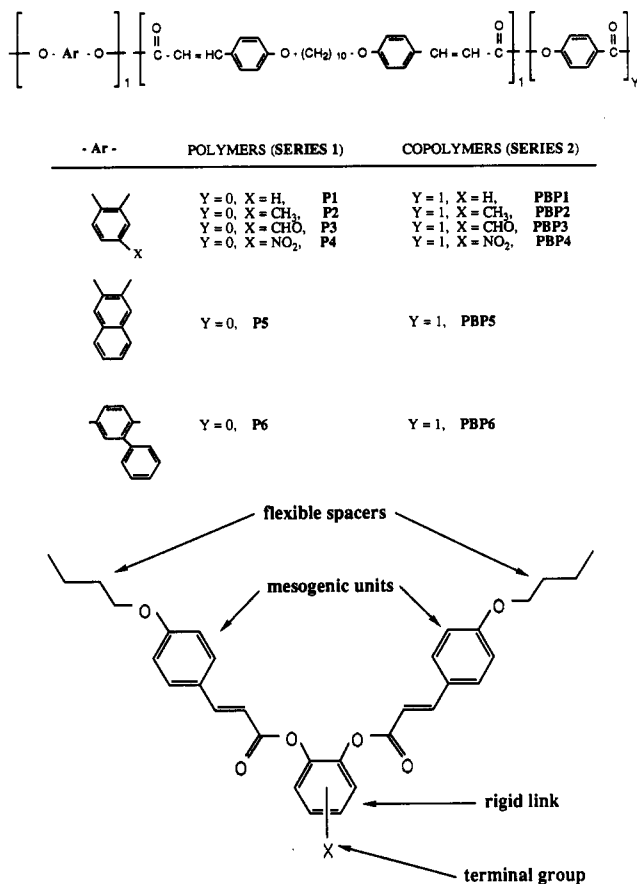 O - Ar - O 1 O C - CH = HC O (CH2) 10 - O CH = CH - C O 1 O O C Y
- Ar - POLYMERS (SERIES 1) COPOLYMERS (SERIES 2)
Y = 0, X = H, P1 Y = 1, X = H, PBP1
Y = 0, X = CH3, P2 Y = 1, X = CH3, PBP2
Y = 0, X = CHO, P3 Y = 1, X = CHO, PBP3
X Y = 0, X = NO2, P4 Y = 1, X = NO2, PBP4
Y = 0, P5 Y = 1, PBP5
Y = 0, P6 Y = 1, PBP6
flexible spacers
mesogenic units
O O
O O
O O
rigid link
X
terminal group